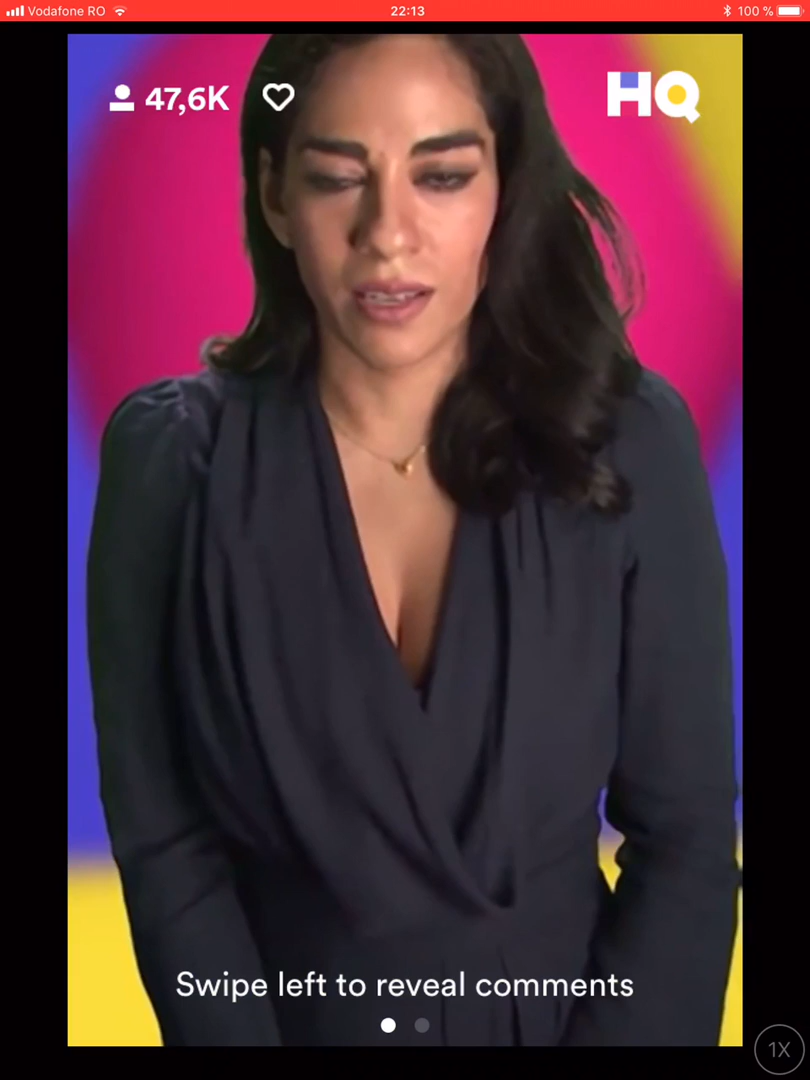 Vodafone RO
22:13
100 %
47,6K
HQ
Swipe left to reveal comments
1X